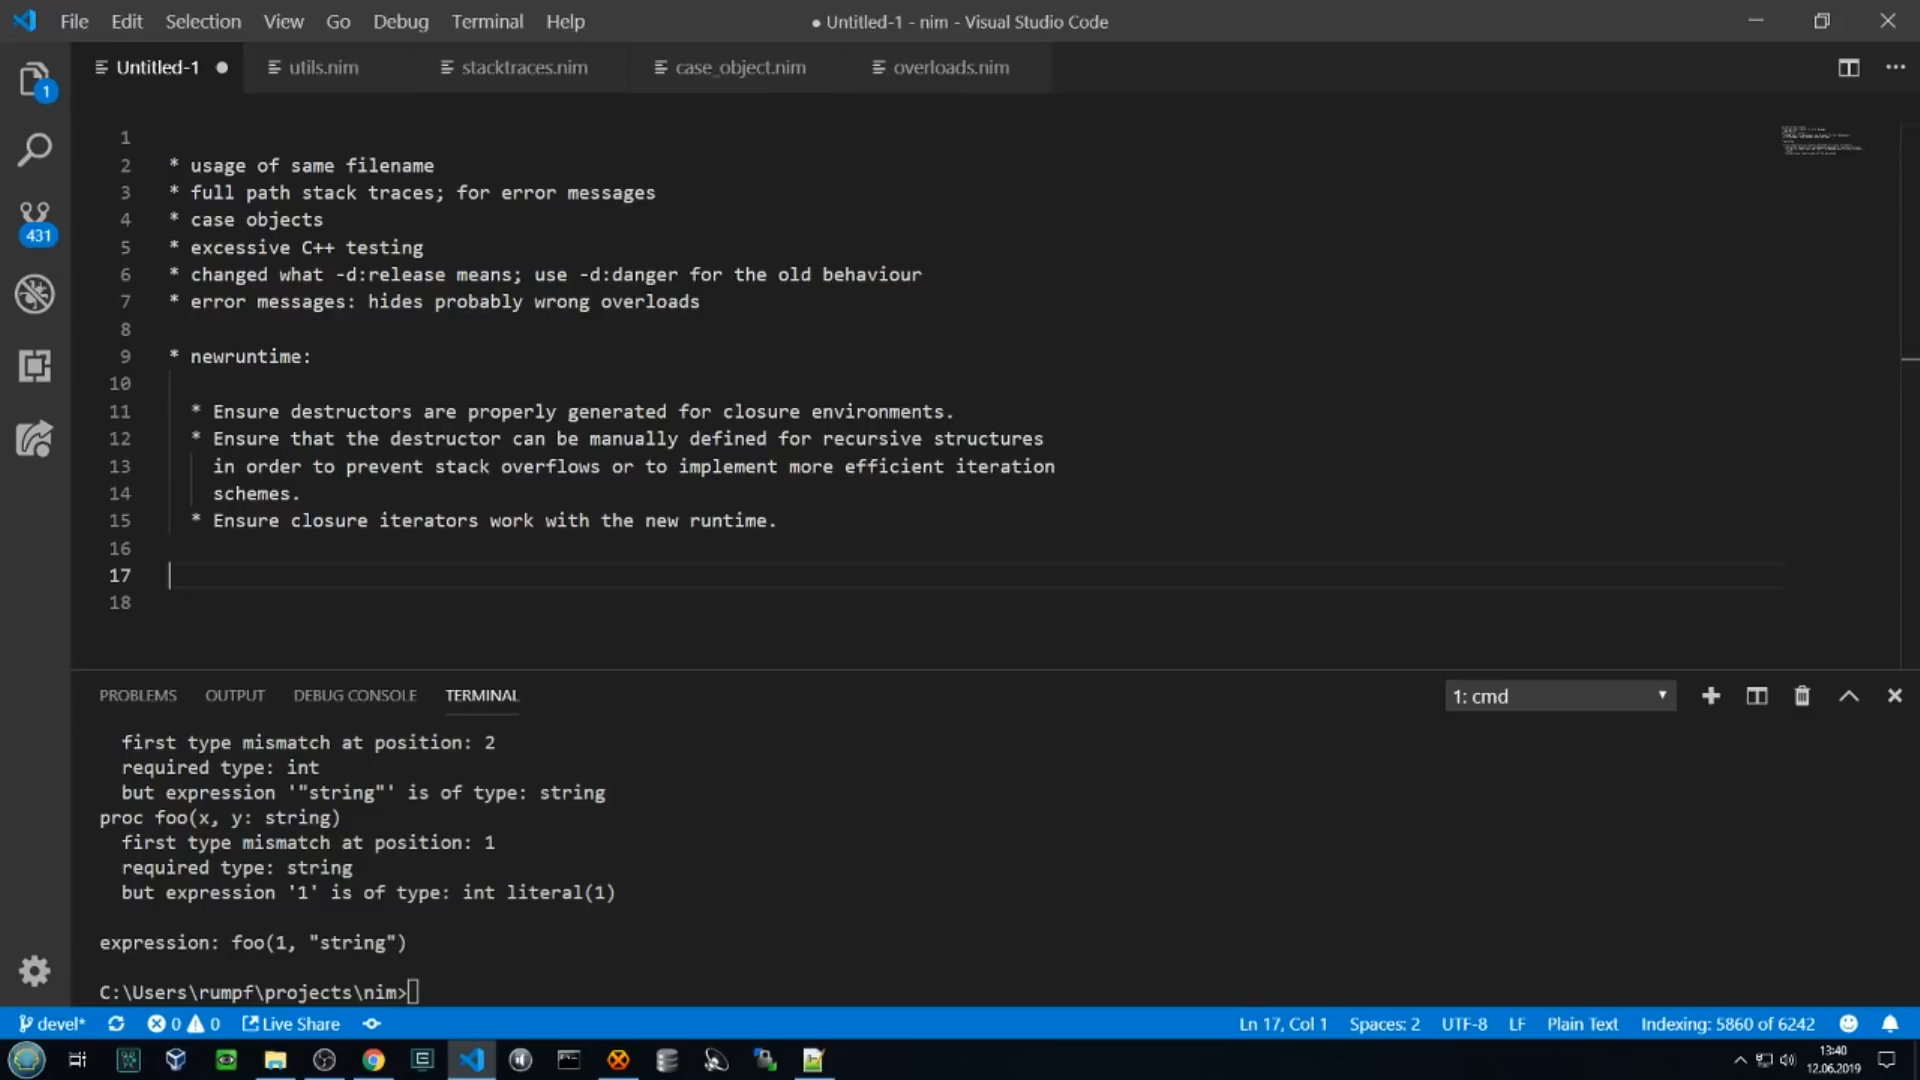 File Edit Selection View Go Debug Terminal Help ● Untitled-1 - nim - Visual Studio Code
Untitled-1 ● utils.nim stacktraces.nim case_object.nim overloads.nim
1
1
431
2 * usage of same filename
3 * full path stack traces; for error messages
4 * case objects
5 * excessive C++ testing
6 * changed what -d:release means; use -d:danger for the old behaviour
7 * error messages: hides probably wrong overloads
8
9 * newruntime:
10
11 * Ensure destructors are properly generated for closure environments.
12 * Ensure that the destructor can be manually defined for recursive structures
13 in order to prevent stack overflows or to implement more efficient iteration
14 schemes.
15 * Ensure closure iterators work with the new runtime.
16
17
18
PROBLEMS OUTPUT DEBUG CONSOLE TERMINAL 1: cmd
first type mismatch at position: 2
required type: int
but expression '"string"' is of type: string
proc foo(x, y: string)
first type mismatch at position: 1
required type: string
but expression '1' is of type: int literal(1)
expression: foo(1, "string")
C:\Users\rumpf\projects\nim>
devel* 0 0 Live Share Ln 17, Col 1 Spaces: 2 UTF-8 LF Plain Text Indexing: 5860 of 6242
13:40
12.06.2019